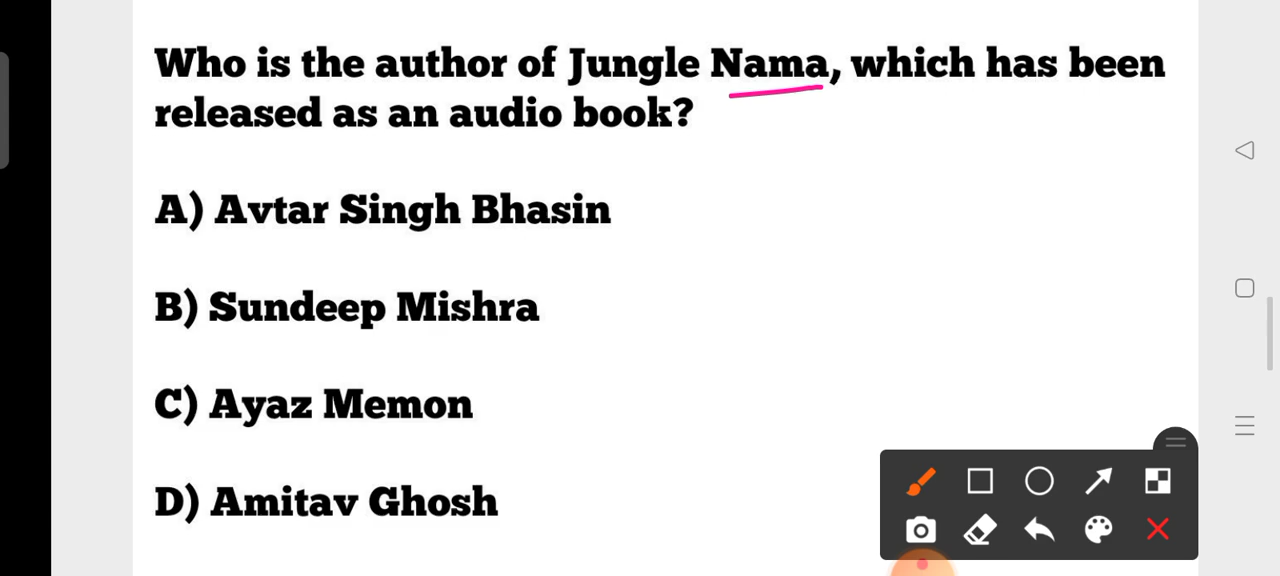 Who is the author of Jungle Nama, which has been
released as an audio book?
A) Avtar Singh Bhasin
B) Sundeep Mishra
C) Ayaz Memon
D) Amitav Ghosh